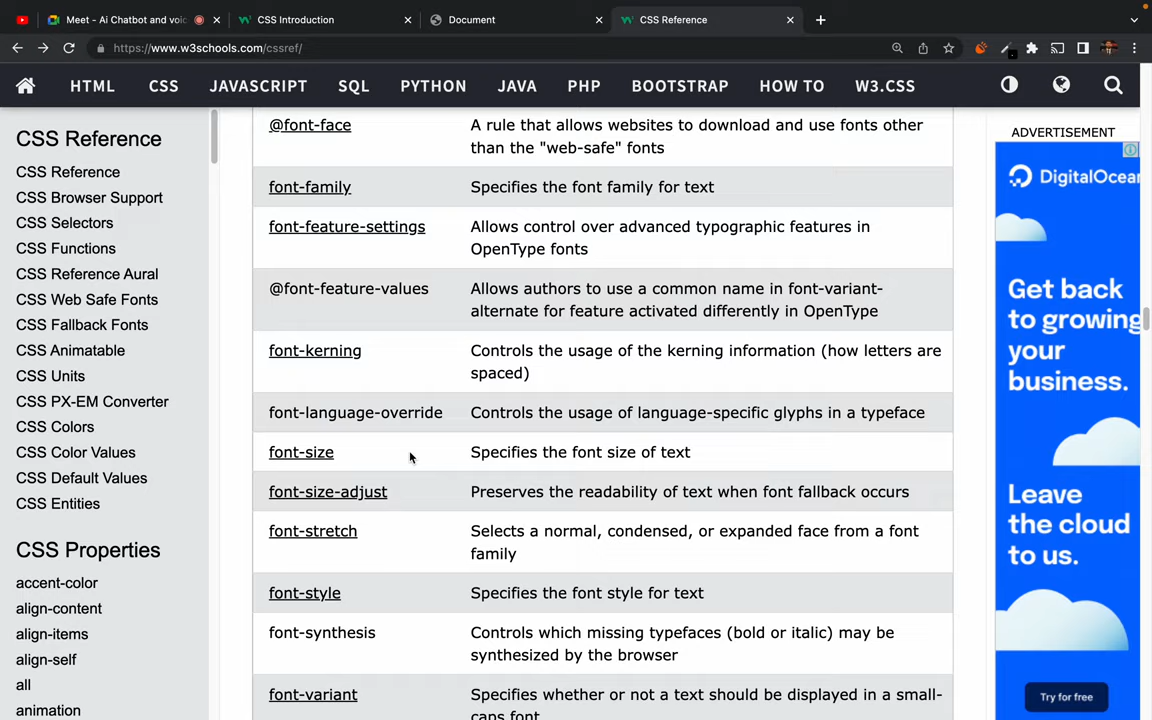 Meet - Ai Chatbot and voic
CSS Introduction
Document
CSS Reference
https://www.w3schools.com/cssref/
HTML CSS JAVASCRIPT SQL PYTHON JAVA PHP BOOTSTRAP HOW TO W3.CSS
CSS Reference
CSS Reference
CSS Browser Support
CSS Selectors
CSS Functions
CSS Reference Aural
CSS Web Safe Fonts
CSS Fallback Fonts
CSS Animatable
CSS Units
CSS PX-EM Converter
CSS Colors
CSS Color Values
CSS Default Values
CSS Entities
CSS Properties
accent-color
align-content
align-items
align-self
all
animation
@font-face A rule that allows websites to download and use fonts other
than the "web-safe" fonts
font-family Specifies the font family for text
font-feature-settings Allows control over advanced typographic features in
OpenType fonts
@font-feature-values Allows authors to use a common name in font-variant-
alternate for feature activated differently in OpenType
font-kerning Controls the usage of the kerning information (how letters are
spaced)
font-language-override Controls the usage of language-specific glyphs in a typeface
font-size Specifies the font size of text
font-size-adjust Preserves the readability of text when font fallback occurs
font-stretch Selects a normal, condensed, or expanded face from a font
family
font-style Specifies the font style for text
font-synthesis Controls which missing typefaces (bold or italic) may be
synthesized by the browser
font-variant Specifies whether or not a text should be displayed in a small-
caps font
ADVERTISEMENT
DigitalOcean
Get back
to growing
your
business.
Leave
the cloud
to us.
Try for free